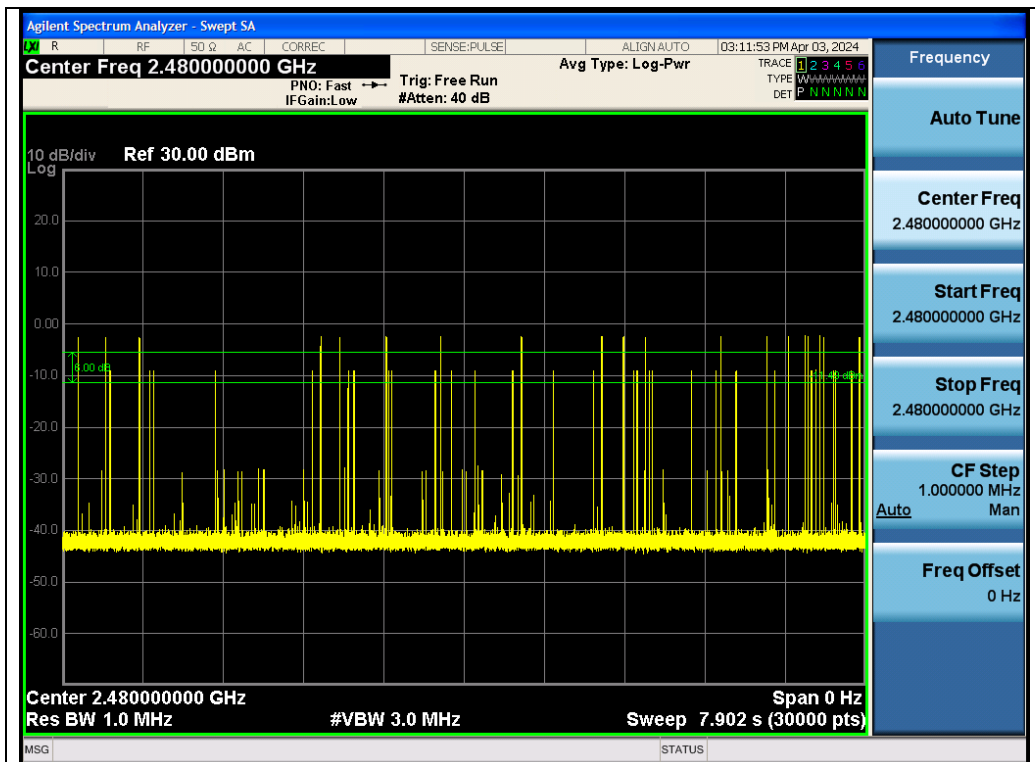 Agilent Spectrum Analyzer - Swept SA
LXI R RF 50 Ω AC CORREC SENSE:PULSE ALIGN AUTO 03:11:53 PM Apr 03, 2024
Center Freq 2.480000000 GHz
PNO: Fast
IFGain:Low
Trig: Free Run
#Atten: 40 dB
Avg Type: Log-Pwr
TRACE 1 2 3 4 5 6
TYPE
DET P N N N N N
10 dB/div Ref 30.00 dBm
Log
20.0
10.0
0.00
-10.0
-20.0
-30.0
-40.0
-50.0
-60.0
6.00 dB
Center 2.480000000 GHz Span 0 Hz
Res BW 1.0 MHz #VBW 3.0 MHz Sweep 7.902 s (30000 pts)
MSG STATUS
Frequency
Auto Tune
Center Freq
2.480000000 GHz
Start Freq
2.480000000 GHz
Stop Freq
2.480000000 GHz
CF Step
1.000000 MHz
Auto Man
Freq Offset
0 Hz